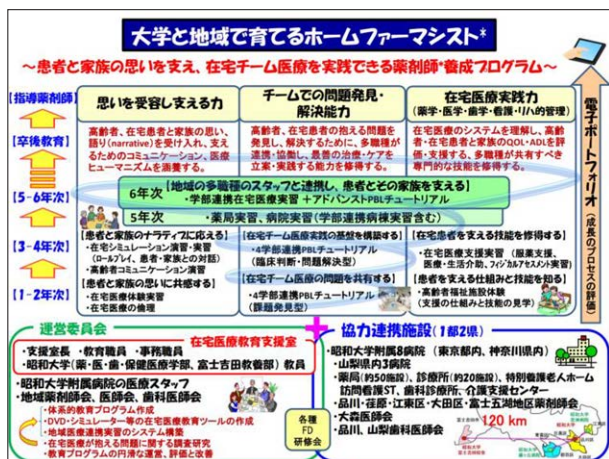 大学と地域で育てるホームファーマシスト*
～患者と家族の思いを支え、在宅チーム医療を実践できる薬剤師*養成プログラム～
【指導薬剤師】
【卒後教育】
【5-6年次】
【3-4年次】
【1-2年次】
思いを受容し支える力
高齢者、在宅患者と家族の思い、
語り(narrative)を受け入れ、支え
るためのコミュニケーション、医療
ヒューマニズムを涵養する。
チームでの問題発見・
解決能力
高齢者、在宅患者の抱える問題を
発見し、解決するために、多職種が
連携・協働し、最善の治療・ケアを
立案・実践する能力を修得する。
在宅医療実践力
(薬学・医学・歯学・看護・リハ的管理)
在宅医療のシステムを理解し、高齢
者・在宅患者と家族のQOL・ADLを評
価・支援する、多職種が共有すべき
専門的な技能を修得する。
電子ポートフォリオ
(成長のプロセスの評価)
6年次 【地域の多職種のスタッフと連携し、患者とその家族を支える】
・学部連携在宅医療実習 ＋アドバンストPBLチュートリアル
5年次 ・薬局実習、病院実習(学部連携病棟実習含む)
【患者と家族のナラティブに応える】
・在宅シミュレーション演習・実習
(ロールプレイ、患者・家族との対話)
・高齢者コミュニケーション演習
【患者と家族の思いに共感する】
・在宅医療体験実習
・在宅医療の倫理
【在宅チーム医療実践の基盤を構築する】
・4学部連携PBLチュートリアル
(臨床判断・問題解決型)
【在宅チーム医療の問題を共有する】
・4学部連携PBLチュートリアル
(課題発見型)
【在宅患者を支える技能を修得する】
・在宅医療支援実習(服薬支援、
医療・生活介助、フィジカルアセスメント実習)
【患者を支える仕組みと技能を知る】
・高齢者福祉施設体験
(支援の仕組みと技能の見学)
運営委員会
在宅医療教育支援室
・支援室長 ・教育職員 ・事務職員
・昭和大学(薬・医・歯・保健医療学部、富士吉田教養部)教員
・昭和大学附属病院の医療スタッフ
・地域薬剤師会、医師会、歯科医師会
・体系的教育プログラム作成
・DVD・シミュレーター等の在宅医療教育ツールの作成
・地域医療連携実習のシステム構築
・在宅医療が抱える問題に関する調査研究
・教育プログラムの円滑な運営、評価と改善
各種
FD
研修会
協力連携施設(1都2県)
・昭和大学附属8病院(東京都内、神奈川県内)
・山梨県内3病院
・薬局(約50施設)、診療所(約20施設)、特別養護老人ホーム
訪問看護ST、歯科診療所、介護支援センター
・品川・荏原・江東区・大田区・富士五湖地区薬剤師会
・大森医師会
・品川、山梨歯科医師会
120 km